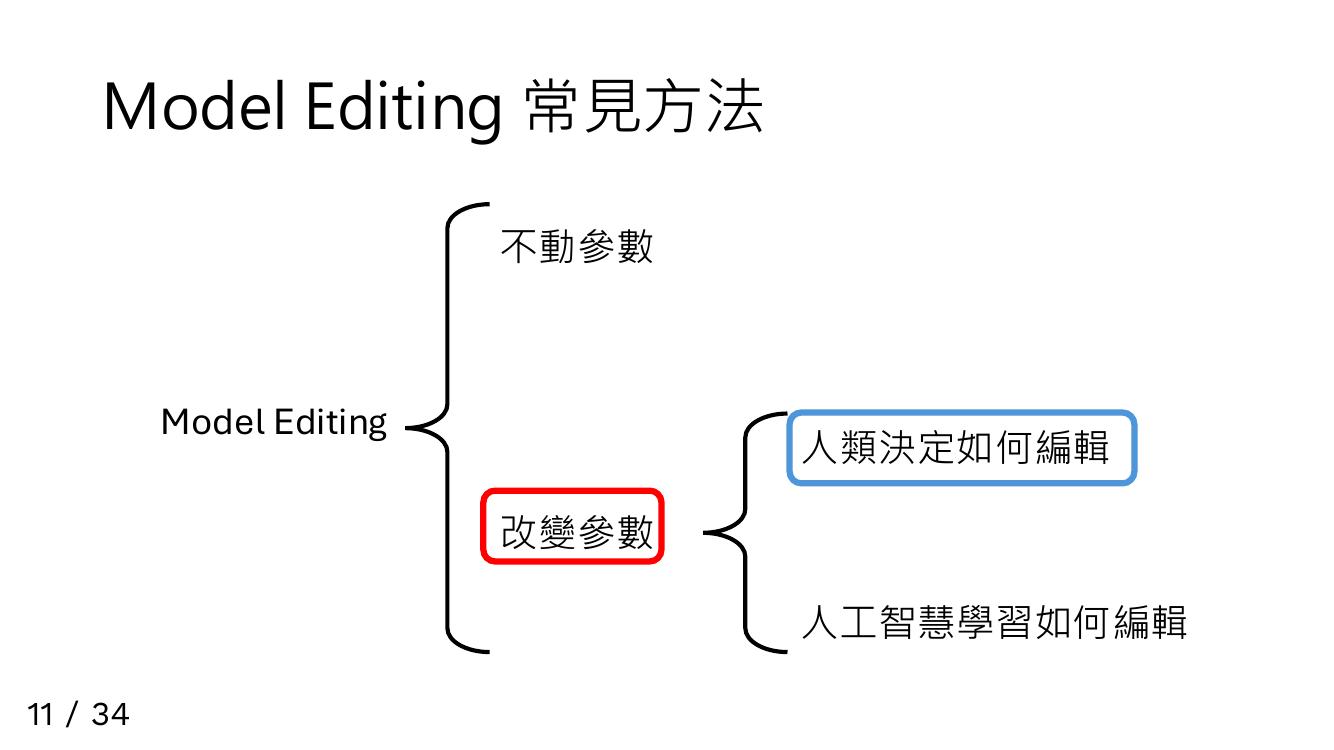 Model Editing 常見方法
不動參數
Model Editing
人類決定如何編輯
改變參數
人工智慧學習如何編輯
11 / 34